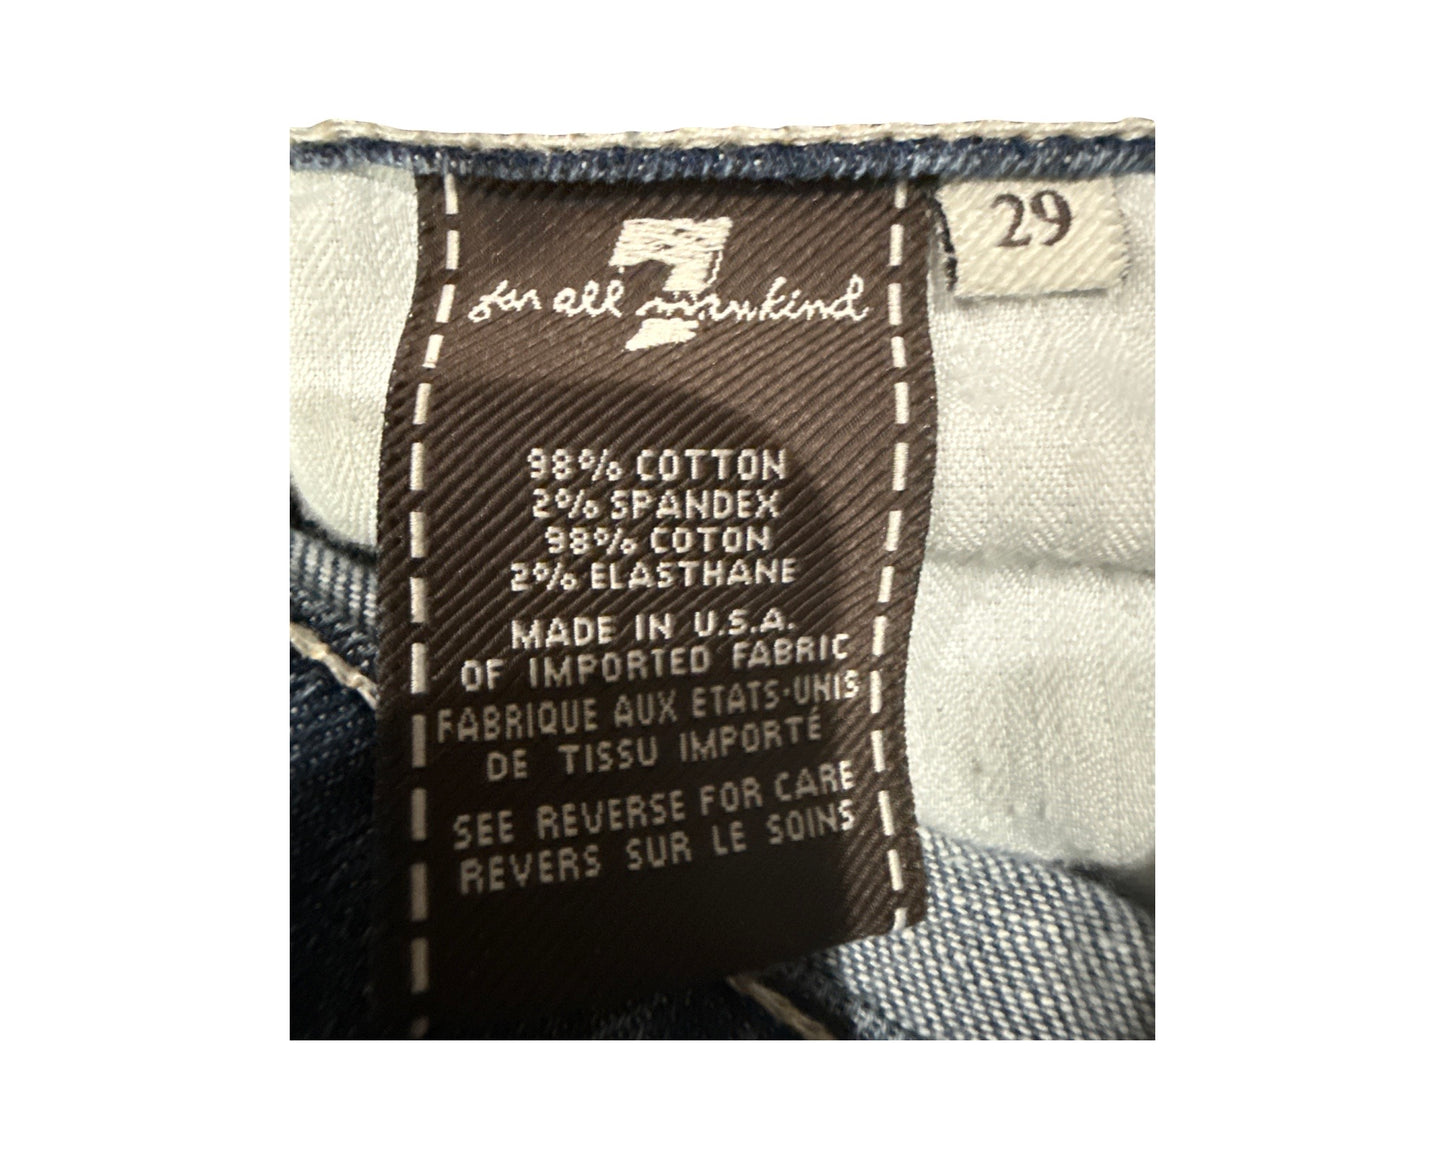 7
for all mankind
29
98% COTTON
2% SPANDEX
98% COTON
2% ELASTHANE
MADE IN U.S.A.
OF IMPORTED FABRIC
FABRIQUE AUX ETATS-UNIS
DE TISSU IMPORTÉ
SEE REVERSE FOR CARE
REVERS SUR LE SOINS